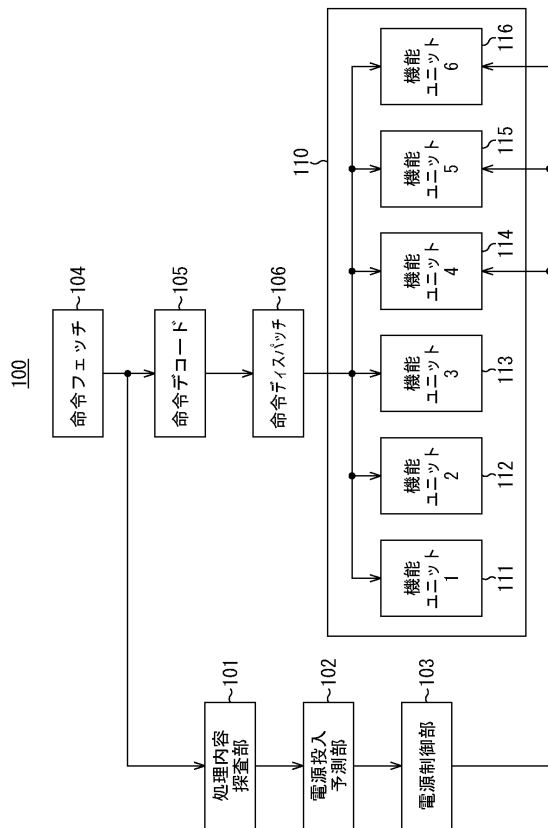 100
命令フェッチ
104
命令デコード
105
命令ディスパッチ
106
処理内容
探査部
101
電源投入
予測部
102
電源制御部
103
110
機能
ユニット
1
111
機能
ユニット
2
112
機能
ユニット
3
113
機能
ユニット
4
114
機能
ユニット
5
115
機能
ユニット
6
116